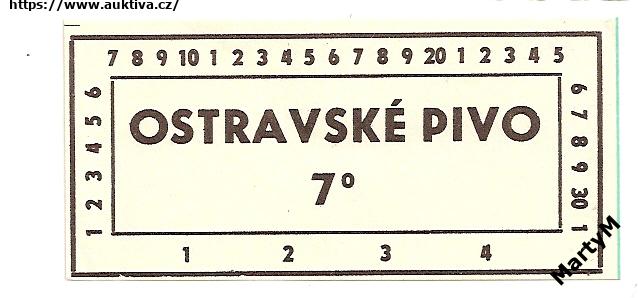 https://www.auktiva.cz/
7 8 9 10 1 2 3 4 5 6 7 8 9 20 1 2 3 4 5
1 2 3 4 5 6
OSTRAVSKÉ PIVO
7°
6 7 8 9 30 1
1 2 3 4
MartyM